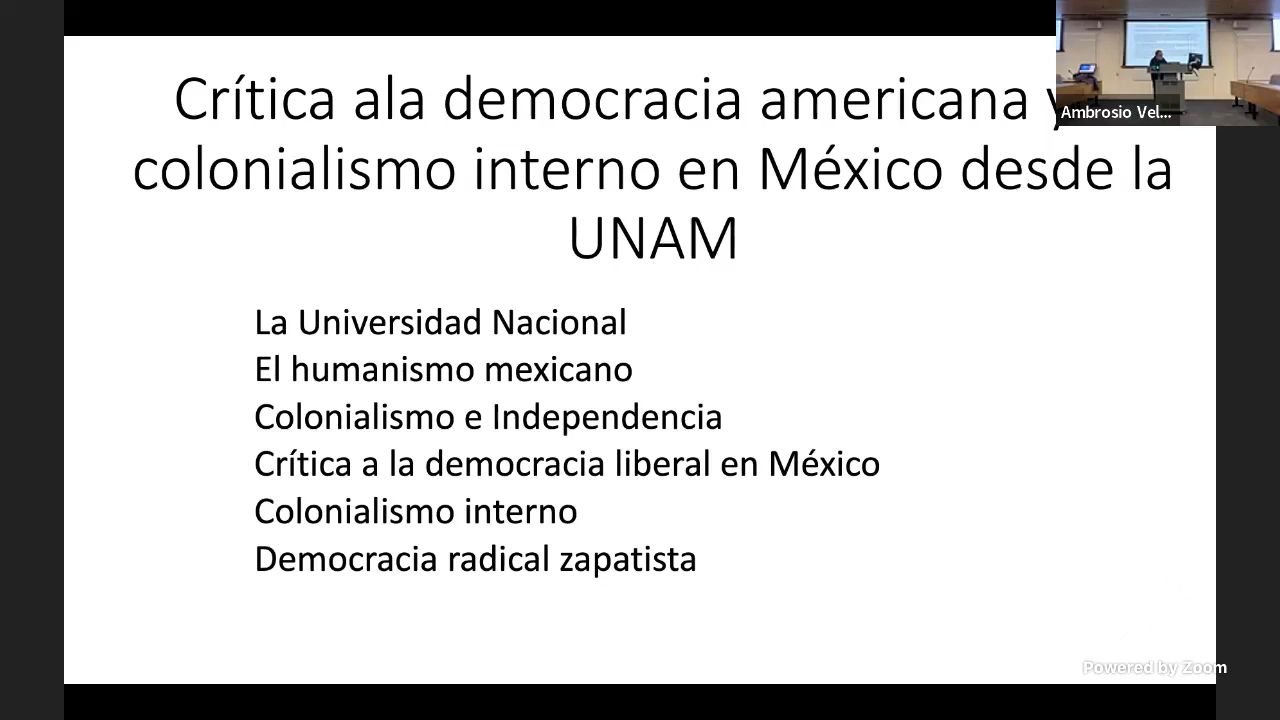 Crítica ala democracia americana y
colonialismo interno en México desde la
UNAM
La Universidad Nacional
El humanismo mexicano
Colonialismo e Independencia
Crítica a la democracia liberal en México
Colonialismo interno
Democracia radical zapatista
Ambrosio Vel...
Powered by Zoom